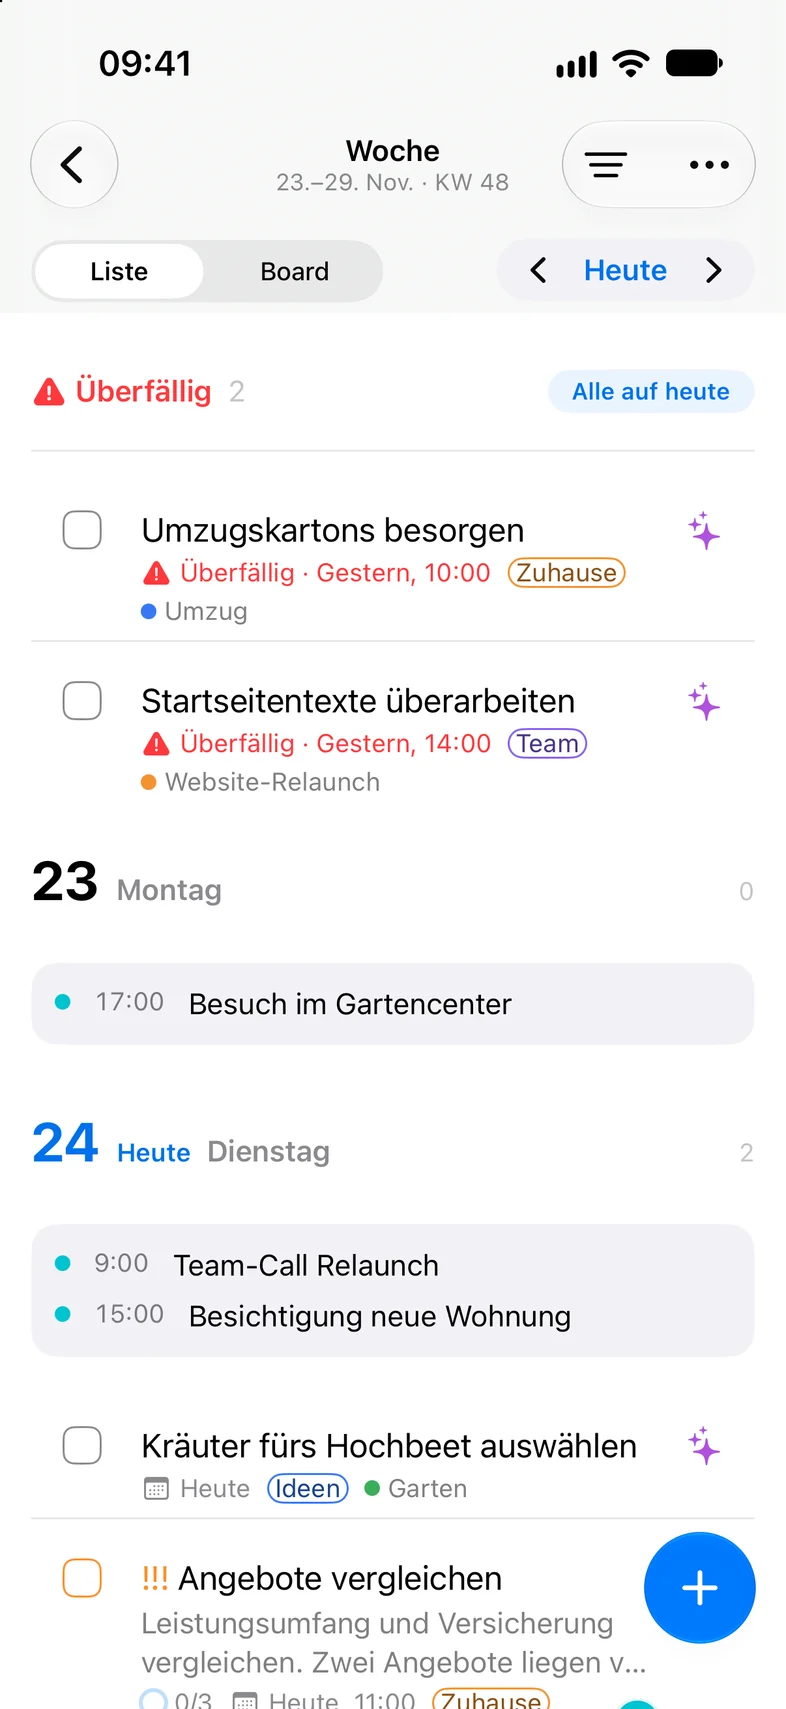 09:41
Woche
23.–29. Nov. · KW 48
Liste
Board
Heute
Überfällig 2
Alle auf heute
Umzugskartons besorgen
Überfällig · Gestern, 10:00 Zuhause
Umzug
Startseitentexte überarbeiten
Überfällig · Gestern, 14:00 Team
Website-Relaunch
23 Montag 0
17:00 Besuch im Gartencenter
24 Heute Dienstag 2
9:00 Team-Call Relaunch
15:00 Besichtigung neue Wohnung
Kräuter fürs Hochbeet auswählen
Heute Ideen Garten
!!! Angebote vergleichen
Leistungsumfang und Versicherung
vergleichen. Zwei Angebote liegen v...
0/3 Heute, 11:00 Zuhause